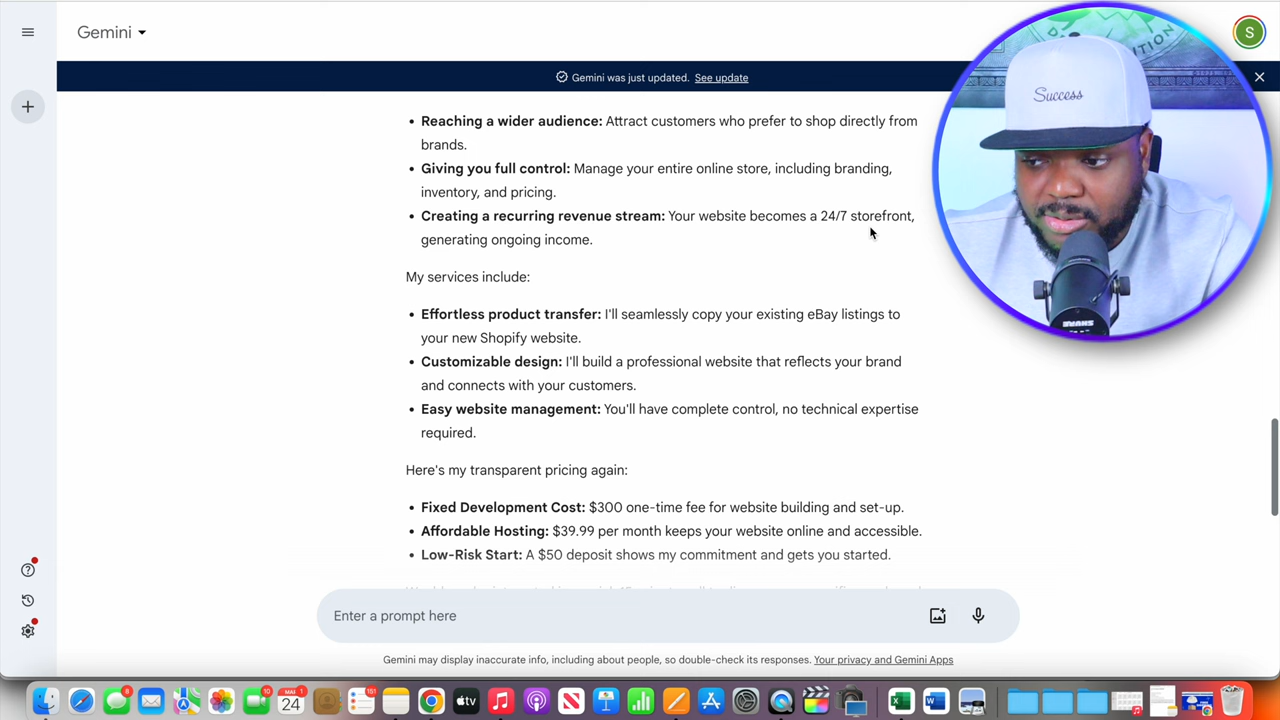 Gemini
S
Gemini was just updated. See update
Success
• Reaching a wider audience: Attract customers who prefer to shop directly from
brands.
• Giving you full control: Manage your entire online store, including branding,
inventory, and pricing.
• Creating a recurring revenue stream: Your website becomes a 24/7 storefront,
generating ongoing income.
My services include:
• Effortless product transfer: I'll seamlessly copy your existing eBay listings to
your new Shopify website.
• Customizable design: I'll build a professional website that reflects your brand
and connects with your customers.
• Easy website management: You'll have complete control, no technical expertise
required.
Here's my transparent pricing again:
• Fixed Development Cost: $300 one-time fee for website building and set-up.
• Affordable Hosting: $39.99 per month keeps your website online and accessible.
• Low-Risk Start: A $50 deposit shows my commitment and gets you started.
Enter a prompt here
Gemini may display inaccurate info, including about people, so double-check its responses. Your privacy and Gemini Apps
8
10
MAI 1
24
151
tv